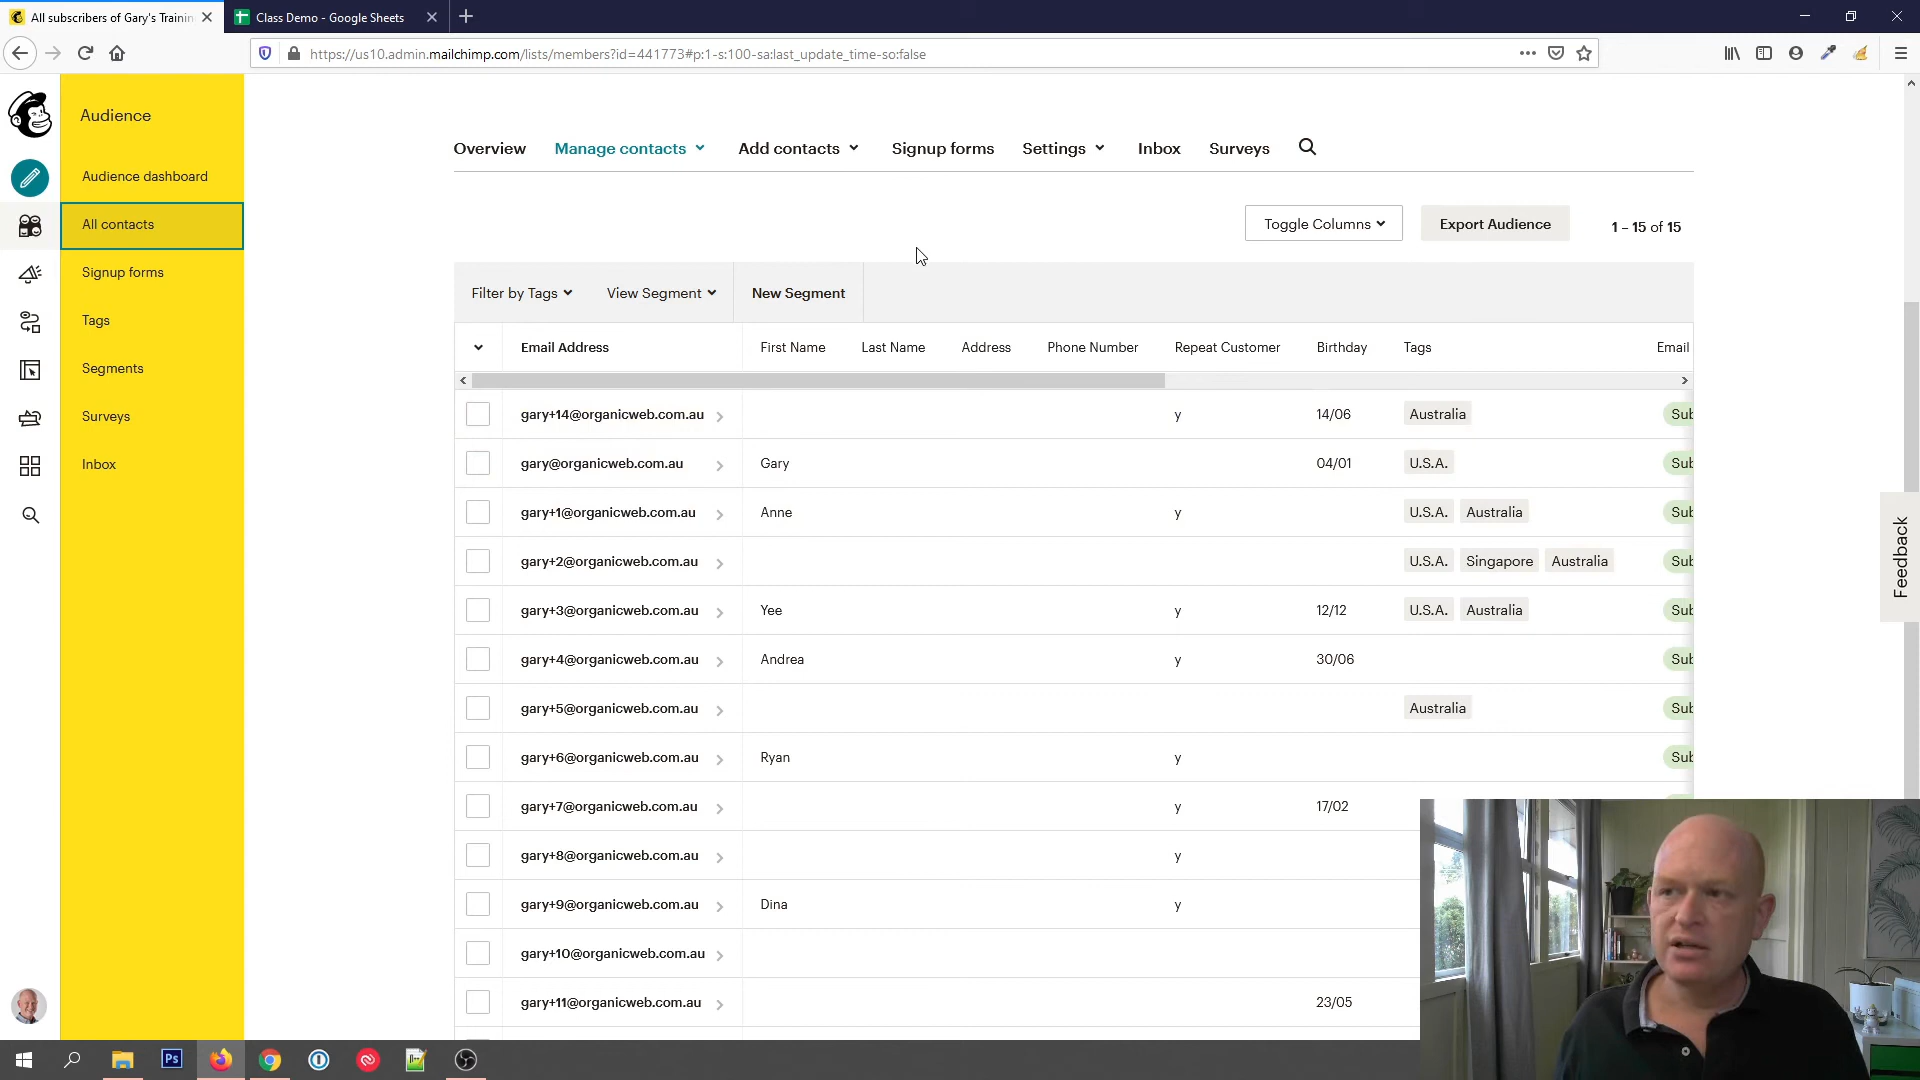 All subscribers of Gary's Trainin
Class Demo - Google Sheets
https://us10.admin.mailchimp.com/lists/members?id=441773#p:1-s:100-sa:last_update_time-so:false
Audience
Audience dashboard
All contacts
Signup forms
Tags
Segments
Surveys
Inbox
Overview Manage contacts Add contacts Signup forms Settings Inbox Surveys
Toggle Columns Export Audience 1 – 15 of 15
Filter by Tags View Segment New Segment
Email Address First Name Last Name Address Phone Number Repeat Customer Birthday Tags Email
gary+14@organicweb.com.au y 14/06 Australia Sub
gary@organicweb.com.au Gary 04/01 U.S.A. Sub
gary+1@organicweb.com.au Anne y U.S.A. Australia Sub
gary+2@organicweb.com.au U.S.A. Singapore Australia Sub
gary+3@organicweb.com.au Yee y 12/12 U.S.A. Australia Sub
gary+4@organicweb.com.au Andrea y 30/06 Sub
gary+5@organicweb.com.au Australia Sub
gary+6@organicweb.com.au Ryan y Sub
gary+7@organicweb.com.au y 17/02
gary+8@organicweb.com.au y
gary+9@organicweb.com.au Dina y
gary+10@organicweb.com.au
gary+11@organicweb.com.au 23/05
Feedback
Ps